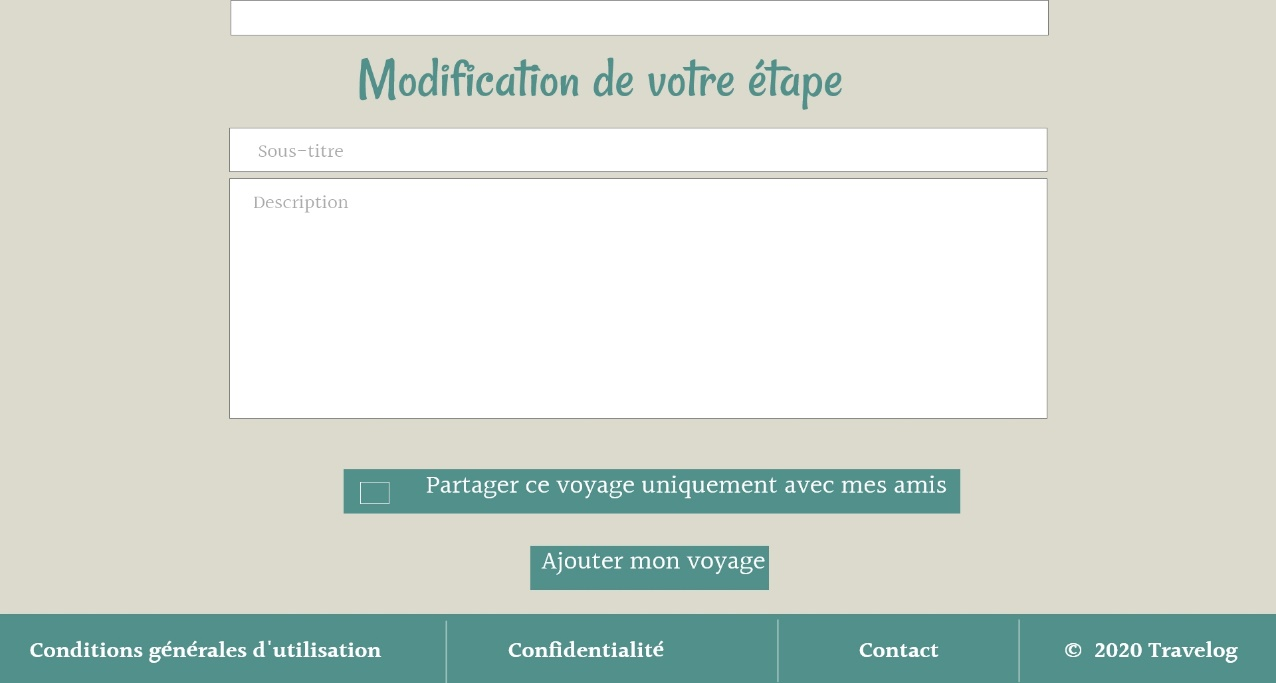 Modification de votre étape
Sous-titre
Description
Partager ce voyage uniquement avec mes amis
Ajouter mon voyage
Conditions générales d'utilisation
Confidentialité
Contact
© 2020 Travelog